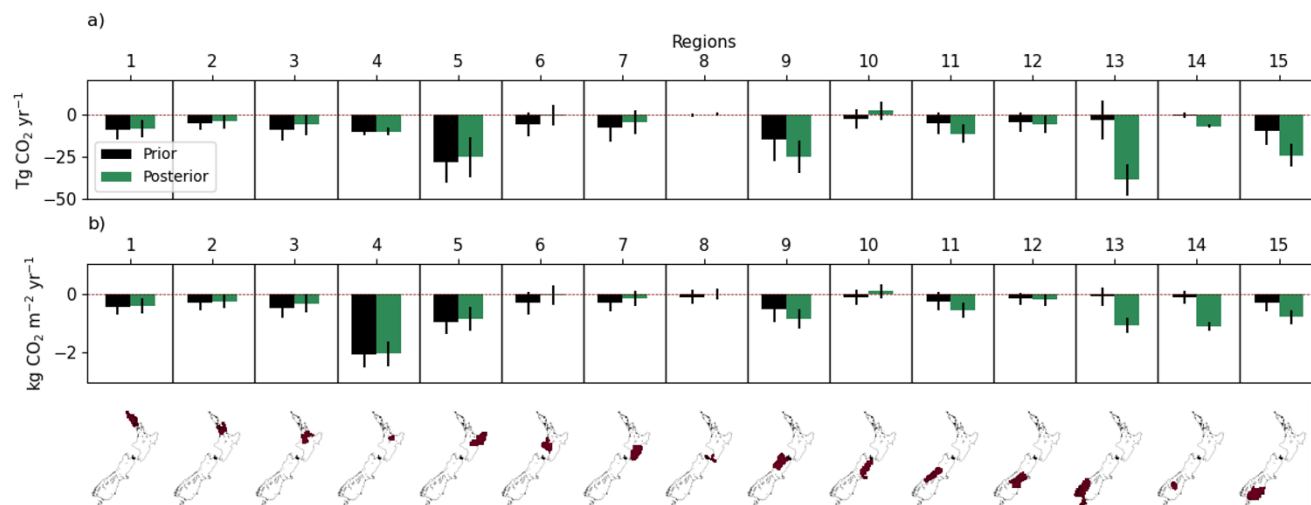 a)
Regions
1 2 3 4 5 6 7 8 9 10 11 12 13 14 15
Tg CO₂ yr⁻¹
0
−25
−50
Prior
Posterior
b)
1 2 3 4 5 6 7 8 9 10 11 12 13 14 15
kg CO₂ m⁻² yr⁻¹
0
−2